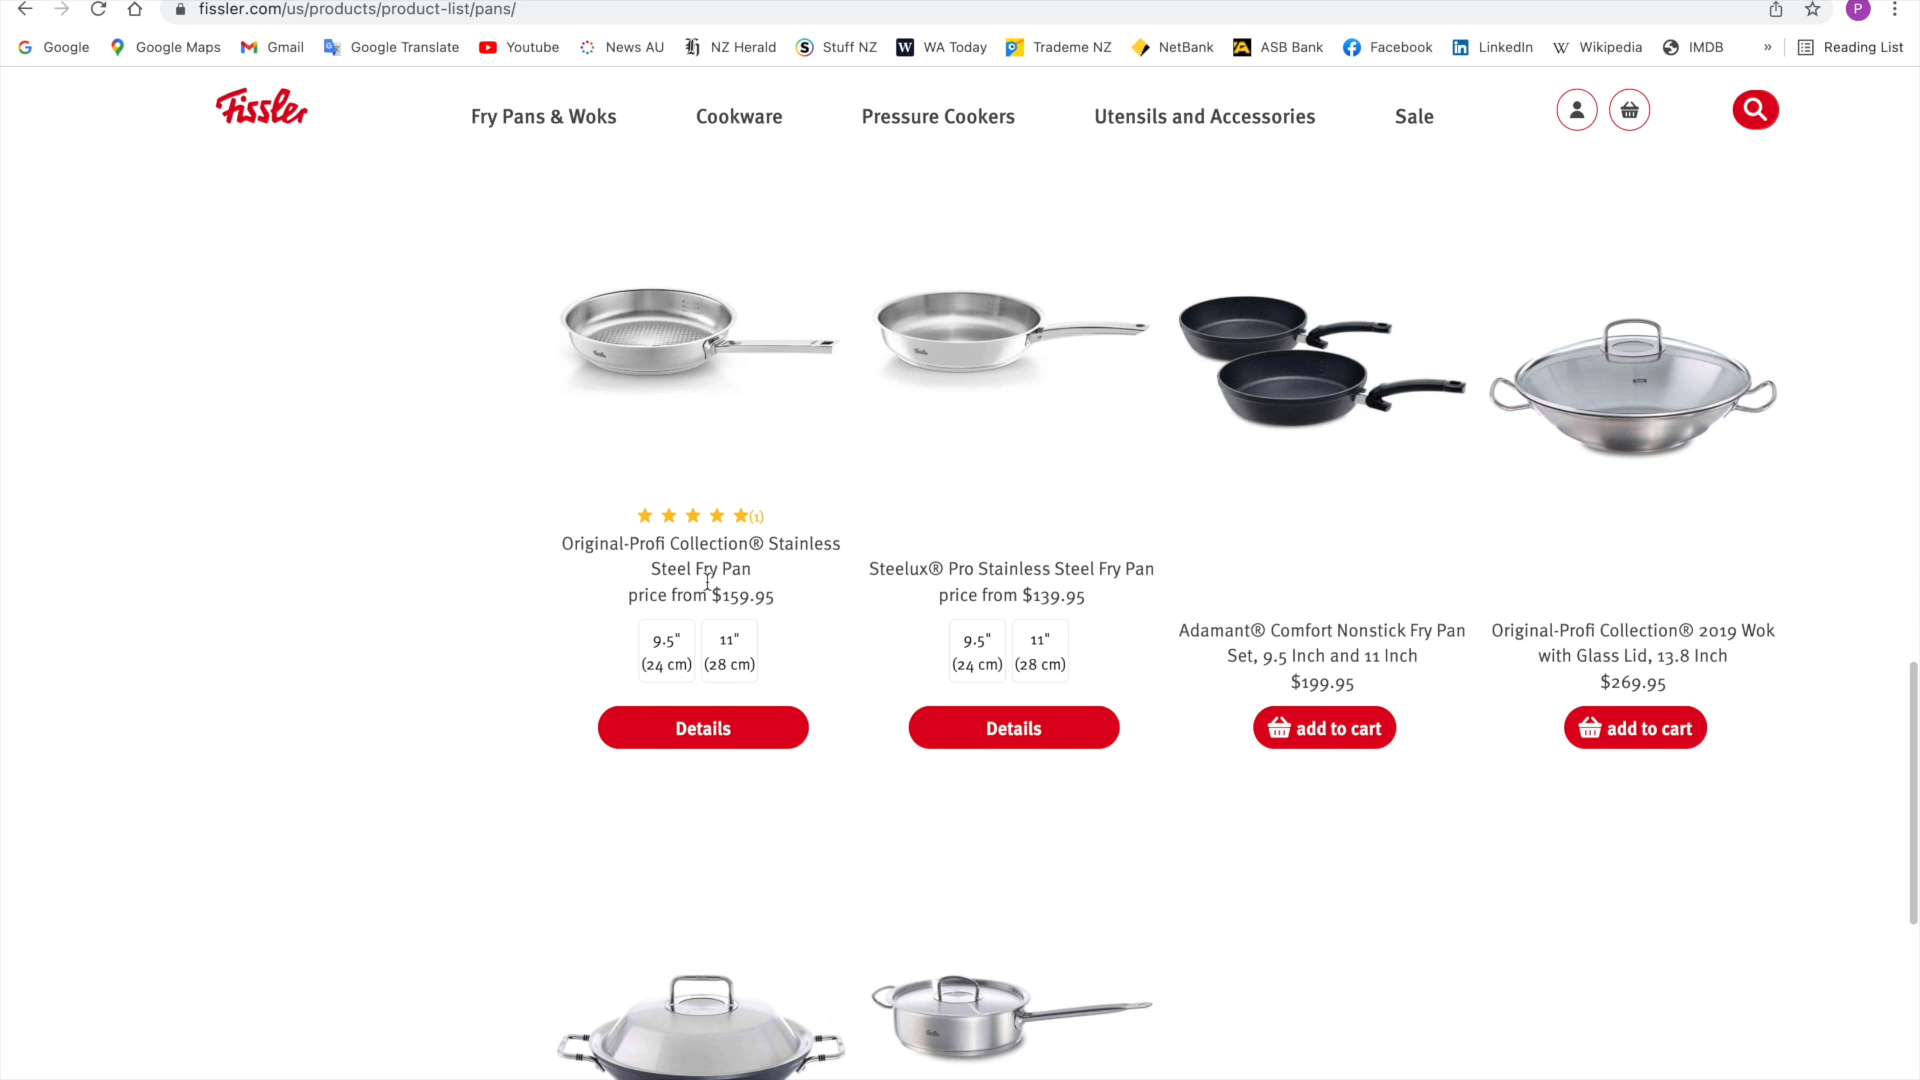 fissler.com/us/products/product-list/pans/
P
Google
Google Maps
Gmail
Google Translate
Youtube
News AU
NZ Herald
Stuff NZ
WA Today
Trademe NZ
NetBank
ASB Bank
Facebook
LinkedIn
Wikipedia
IMDB
»
Reading List
Fissler
Fry Pans & Woks
Cookware
Pressure Cookers
Utensils and Accessories
Sale
(1)
Original-Profi Collection® Stainless
Steel Fry Pan
price from $159.95
9.5"
(24 cm)
11"
(28 cm)
Details
Steelux® Pro Stainless Steel Fry Pan
price from $139.95
9.5"
(24 cm)
11"
(28 cm)
Details
Adamant® Comfort Nonstick Fry Pan
Set, 9.5 Inch and 11 Inch
$199.95
add to cart
Original-Profi Collection® 2019 Wok
with Glass Lid, 13.8 Inch
$269.95
add to cart